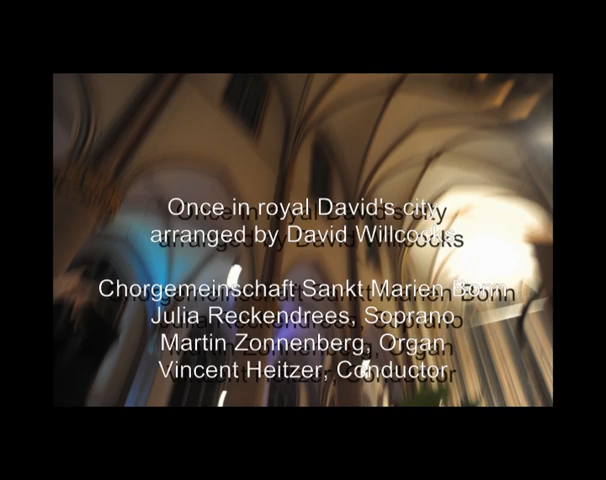 Once in royal David's city
arranged by David Willcocks
Chorgemeinschaft Sankt Marien Bonn
Julia Reckendrees, Soprano
Martin Zonnenberg, Organ
Vincent Heitzer, Conductor